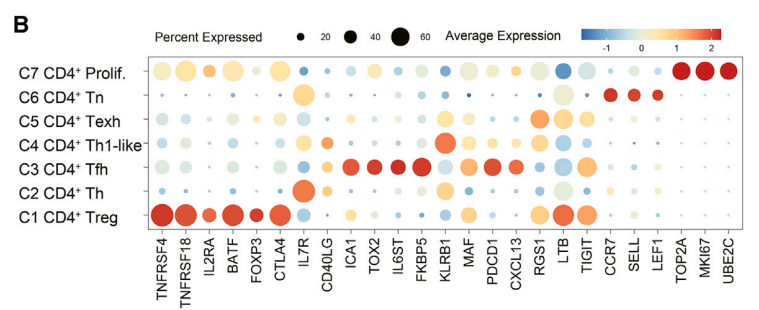 B
Percent Expressed 20 40 60 Average Expression -1 0 1 2
C7 CD4⁺ Prolif.
C6 CD4⁺ Tn
C5 CD4⁺ Texh
C4 CD4⁺ Th1-like
C3 CD4⁺ Tfh
C2 CD4⁺ Th
C1 CD4⁺ Treg
TNFRSF4
TNFRSF18
IL2RA
BATF
FOXP3
CTLA4
IL7R
CD40LG
ICA1
TOX2
IL6ST
FKBP5
KLRB1
MAF
PDCD1
CXCL13
RGS1
LTB
TIGIT
CCR7
SELL
LEF1
TOP2A
MKI67
UBE2C